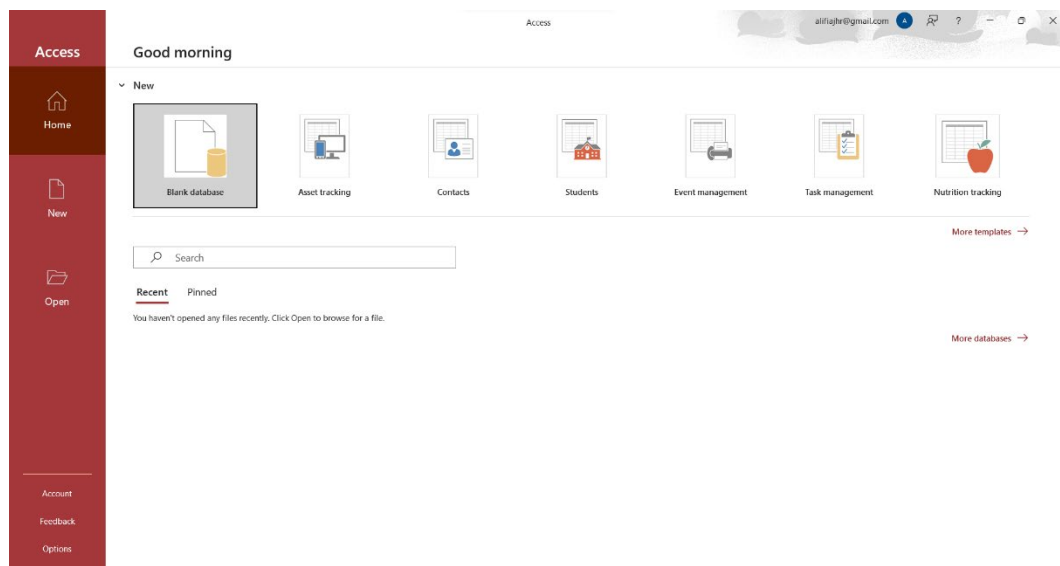 Access
alifiajhr@gmail.com A ?
Access
Good morning
Home
New
Open
Account
Feedback
Options
New
Blank database
Asset tracking
Contacts
Students
Event management
Task management
Nutrition tracking
More templates →
Search
Recent Pinned
You haven't opened any files recently. Click Open to browse for a file.
More databases →